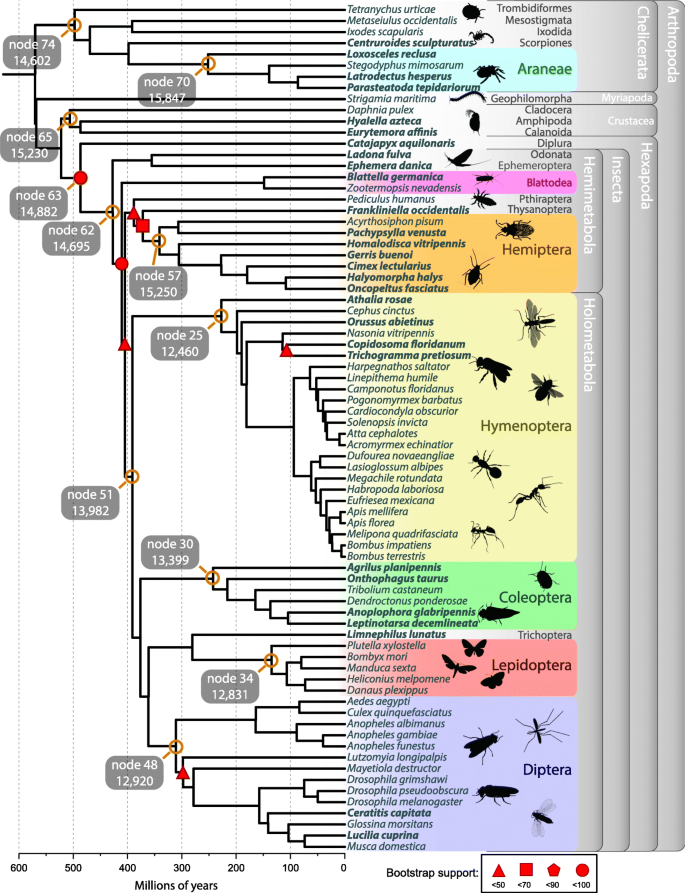 Tetranychus urticae Trombidiformes
Metaseiulus occidentalis Mesostigmata
Ixodes scapularis Ixodida
Centruroides sculpturatus Scorpiones
Loxosceles reclusa
Stegodyphus mimosarum
Latrodectus hesperus
Parasteatoda tepidariorum
Araneae
Strigamia maritima Geophilomorpha
Daphnia pulex Cladocera
Hyalella azteca Amphipoda
Eurytemora affinis Calanoida
Catajapyx aquilonaris Diplura
Ladona fulva Odonata
Ephemera danica Ephemeroptera
Blattella germanica
Zootermopsis nevadensis
Blattodea
Pediculus humanus Pthiraptera
Frankliniella occidentalis Thysanoptera
Acyrthosiphon pisum
Pachypsylla venusta
Homalodisca vitripennis
Gerris buenoi
Cimex lectularius
Halyomorpha halys
Oncopeltus fasciatus
Hemiptera
Athalia rosae
Cephus cinctus
Orussus abietinus
Nasonia vitripennis
Copidosoma floridanum
Trichogramma pretiosum
Harpegnathos saltator
Linepithema humile
Camponotus floridanus
Pogonomyrmex barbatus
Cardiocondyla obscurior
Solenopsis invicta
Atta cephalotes
Acromyrmex echinatior
Dufourea novaeangliae
Lasioglossum albipes
Megachile rotundata
Habropoda laboriosa
Eufriesea mexicana
Apis mellifera
Apis florea
Melipona quadrifasciata
Bombus impatiens
Bombus terrestris
Hymenoptera
Agrilus planipennis
Onthophagus taurus
Tribolium castaneum
Dendroctonus ponderosae
Anoplophora glabripennis
Leptinotarsa decemlineata
Coleoptera
Limnephilus lunatus Trichoptera
Plutella xylostella
Bombyx mori
Manduca sexta
Heliconius melpomene
Danaus plexippus
Lepidoptera
Aedes aegypti
Culex quinquefasciatus
Anopheles albimanus
Anopheles gambiae
Anopheles funestus
Lutzomyia longipalpis
Mayetiola destructor
Drosophila grimshawi
Drosophila pseudoobscura
Drosophila melanogaster
Ceratitis capitata
Glossina morsitans
Lucilia cuprina
Musca domestica
Diptera
Arthropoda
Chelicerata
Myriapoda
Crustacea
Hexapoda
Insecta
Hemimetabola
Holometabola
node 74
14,602
node 70
15,847
node 65
15,230
node 63
14,882
node 62
14,695
node 57
15,250
node 25
12,460
node 51
13,982
node 30
13,399
node 34
12,831
node 48
12,920
600 500 400 300 200 100 0
Millions of years
Bootstrap support:
<50 <70 <90 <100